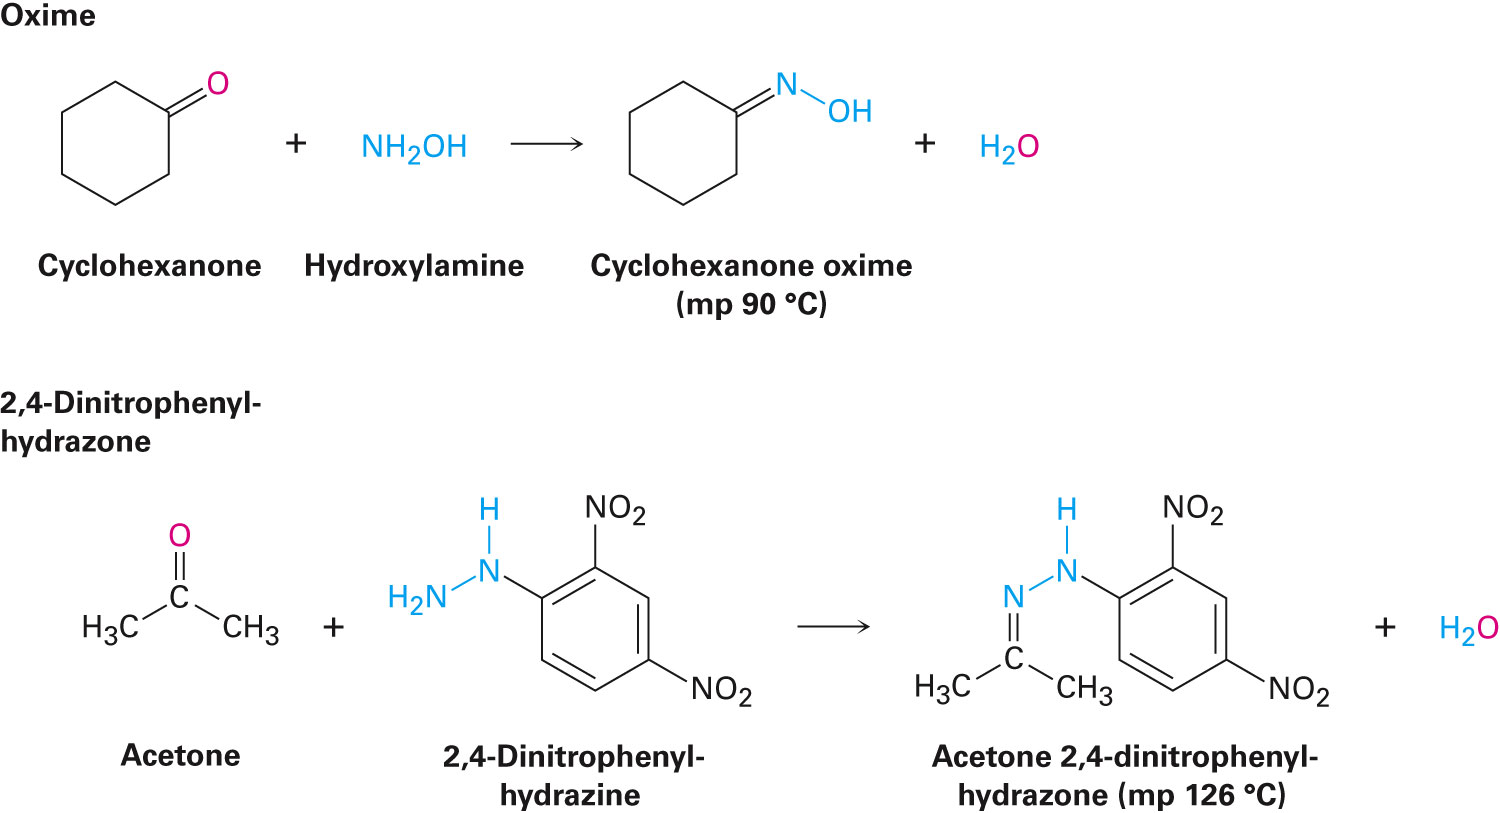 Oxime
O
N
OH
+ NH₂OH + H₂O
Cyclohexanone Hydroxylamine Cyclohexanone oxime
(mp 90 °C)
2,4-Dinitrophenyl-
hydrazone
H NO₂ H NO₂
O
N N
H₂N N
C
H₃C CH₃ + + H₂O
C
H₃C CH₃ NO₂ NO₂
Acetone 2,4-Dinitrophenyl- Acetone 2,4-dinitrophenyl-
hydrazine hydrazone (mp 126 °C)